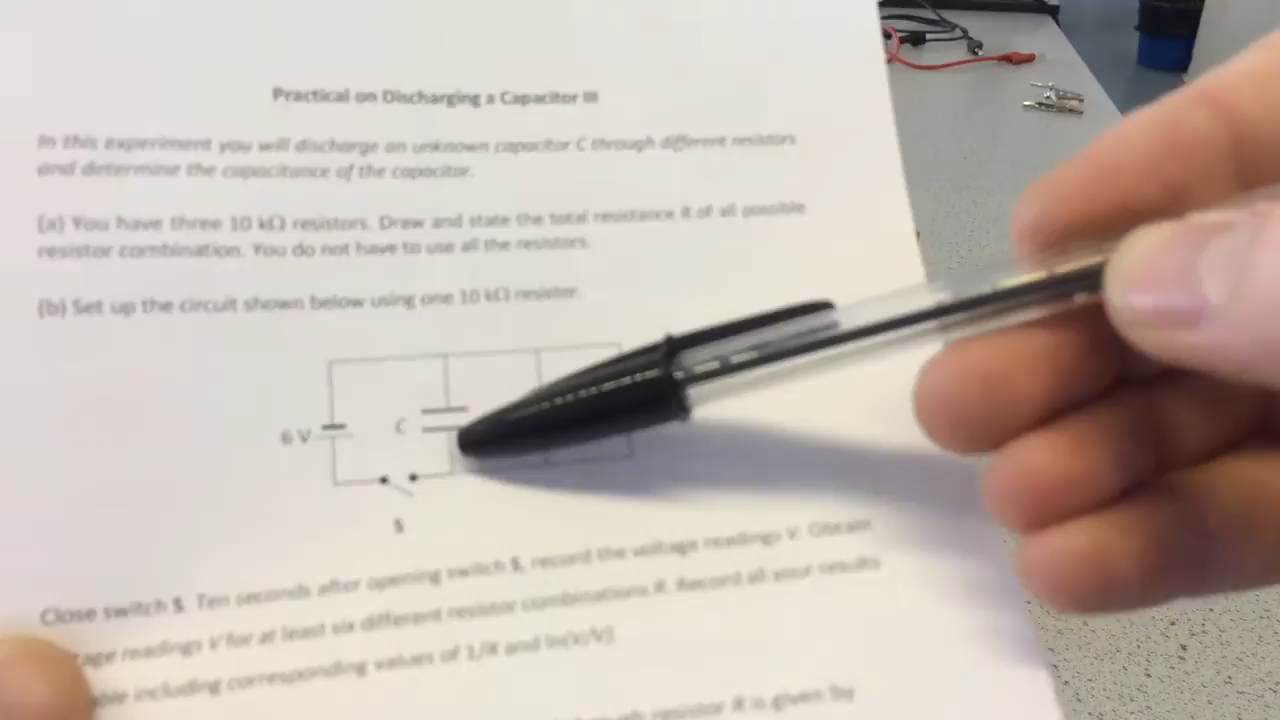 Practical on Discharging a Capacitor III
In this experiment you will discharge an unknown capacitor C through different resistors
and determine the capacitance of the capacitor.
(a) You have three 10 kΩ resistors. Draw and state the total resistance R of all possible
resistor combination. You do not have to use all the resistors.
(b) Set up the circuit shown below using one 10 kΩ resistor.
6 V
C
S
Close switch S. Ten seconds after opening switch S, record the voltage readings V. Obtain
readings V for at least six different resistor combinations R. Record all your results
including corresponding values of 1/R and
resistor R is given by